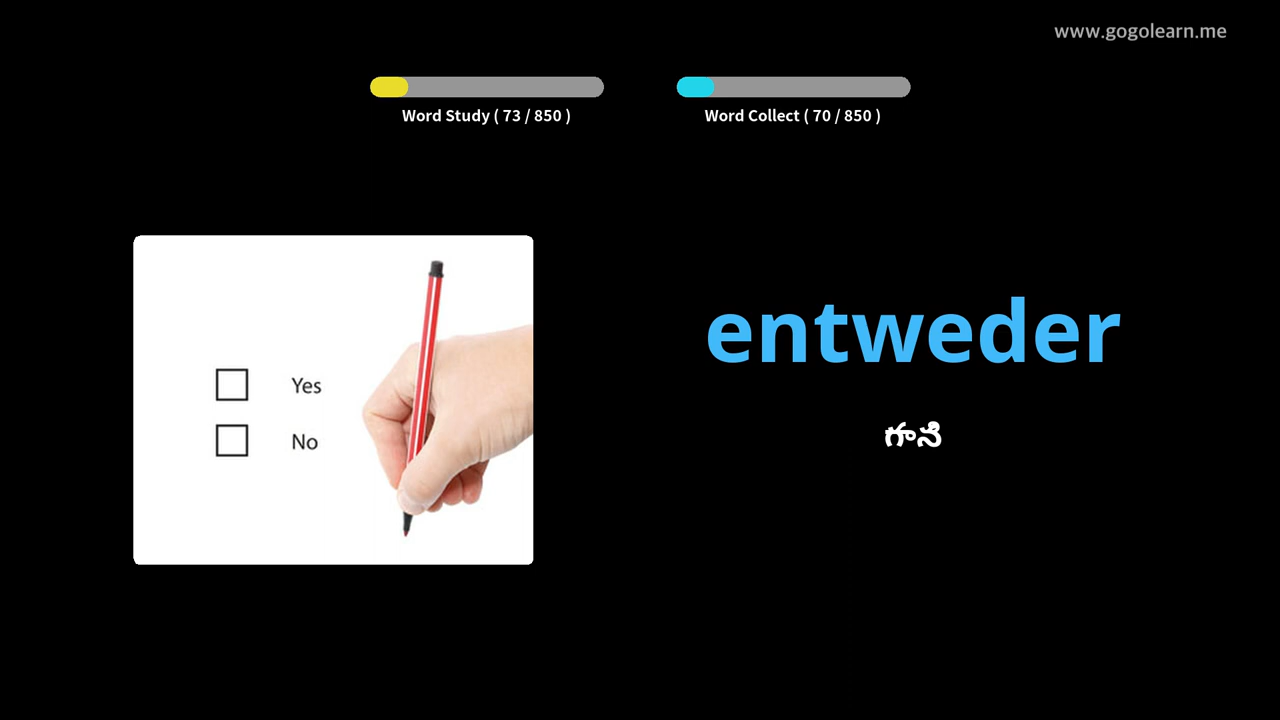 www.gogolearn.me
Word Study ( 73 / 850 )
Word Collect ( 70 / 850 )
entweder
గాని
Yes
No